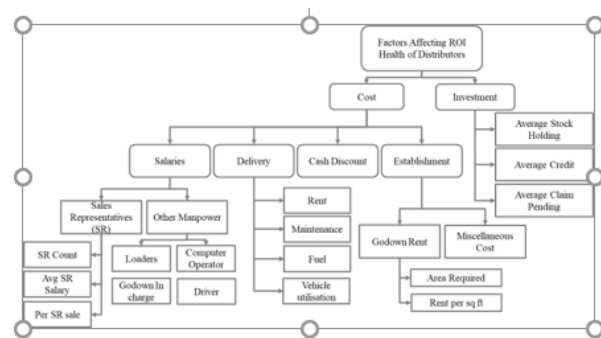 Factors Affecting ROI
Health of Distributors
Cost
Investment
Average Stock
Holding
Average Credit
Average Claim
Pending
Salaries
Delivery
Cash Discount
Establishment
Sales
Representatives
(SR)
Other Manpower
SR Count
Avg SR
Salary
Per SR sale
Loaders
Computer
Operator
Godown In
charge
Driver
Rent
Maintenance
Fuel
Vehicle
utilisation
Godown Rent
Miscellaneous
Cost
Area Required
Rent per sq ft